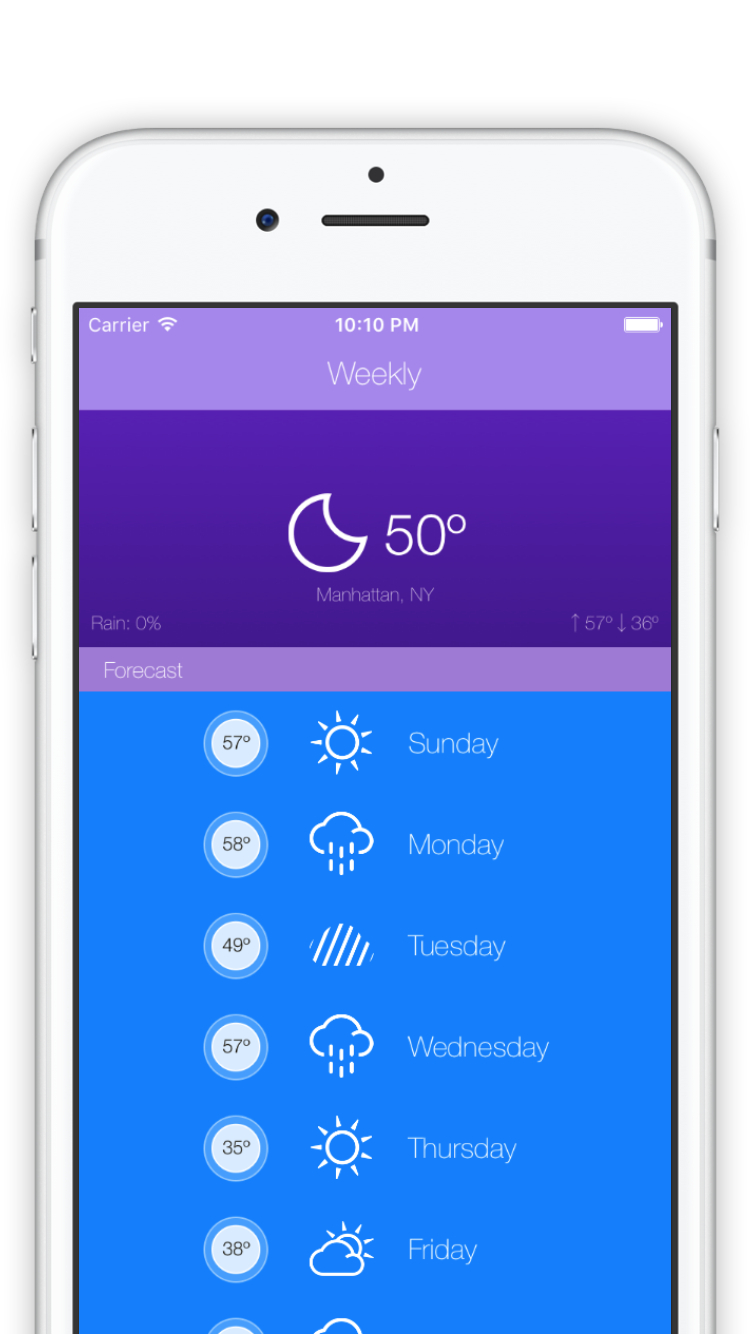 Carrier 10:10 PM
Weekly
50º
Manhattan, NY
Rain: 0% ↑57º↓36º
Forecast
57º Sunday
58º Monday
49º Tuesday
57º Wednesday
35º Thursday
38º Friday